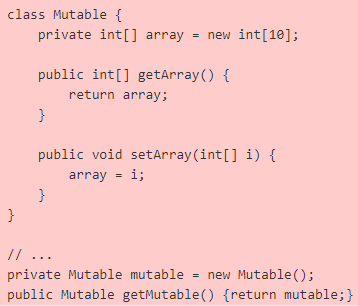 class Mutable {
    private int[] array = new int[10];

    public int[] getArray() {
        return array;
    }

    public void setArray(int[] i) {
        array = i;
    }
}

// ...
private Mutable mutable = new Mutable();
public Mutable getMutable() {return mutable;}